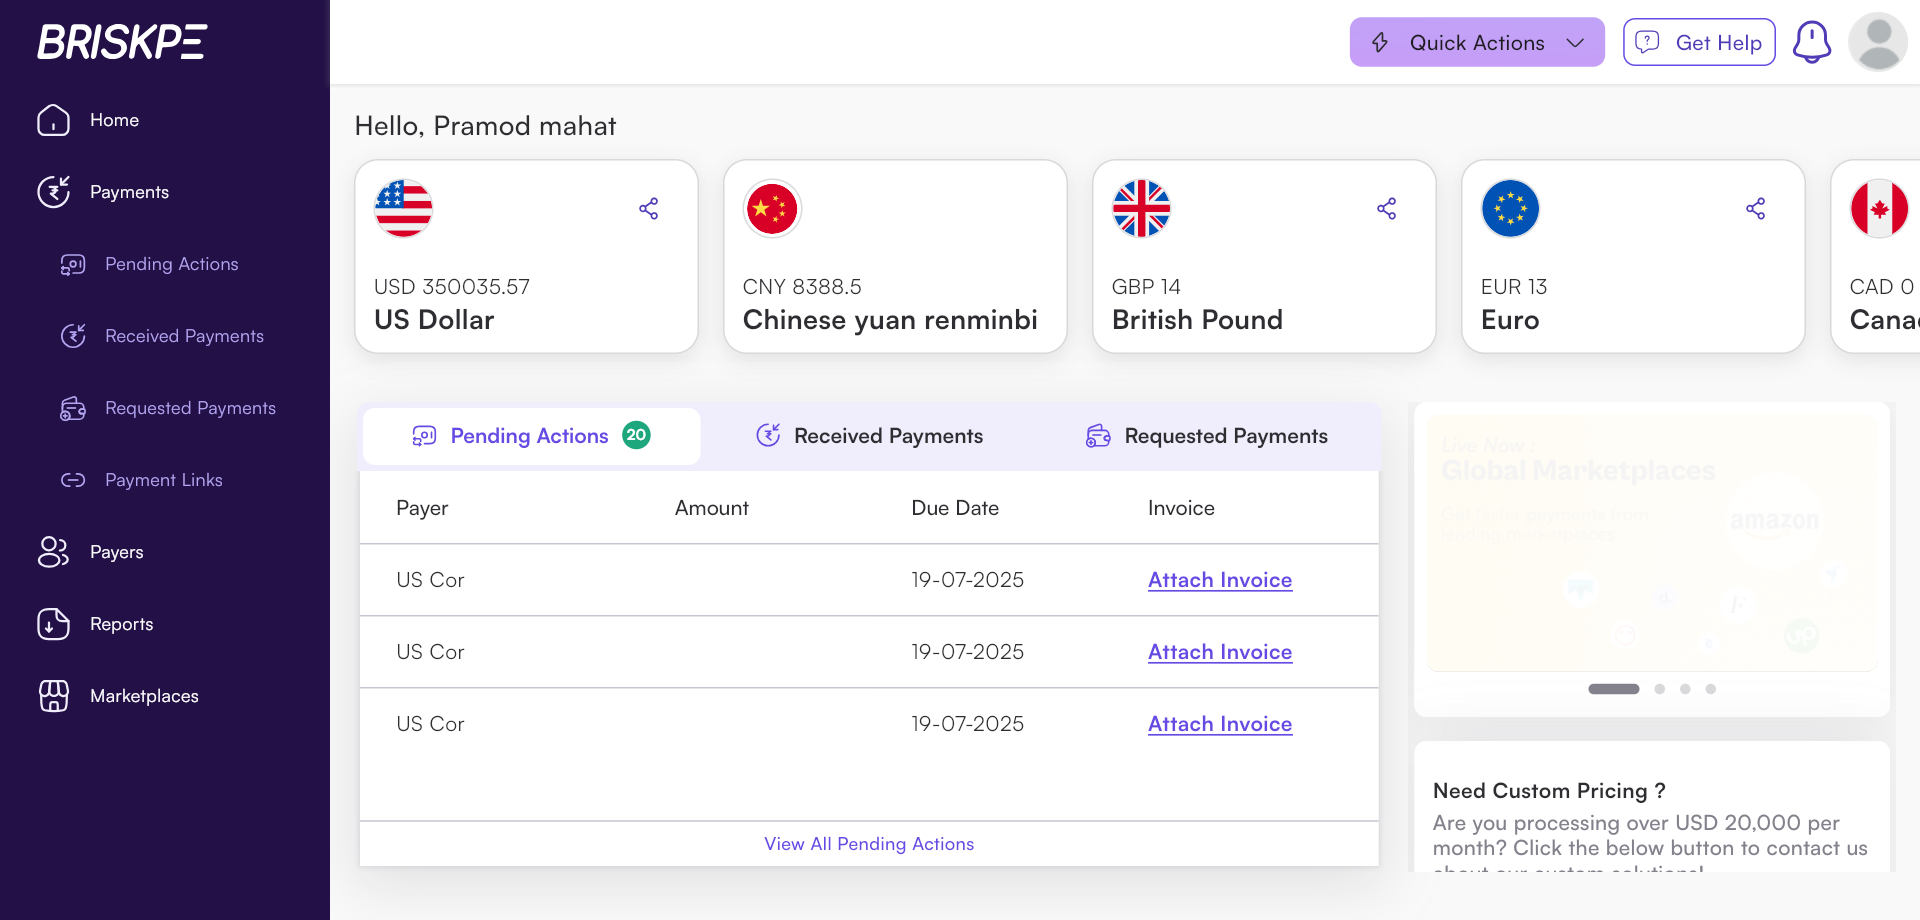 BRISKPE
Quick Actions
Get Help
Home
Payments
Pending Actions
Received Payments
Requested Payments
Payment Links
Payers
Reports
Marketplaces
Hello, Pramod mahat
USD 350035.57
US Dollar
CNY 8388.5
Chinese yuan renminbi
GBP 14
British Pound
EUR 13
Euro
CAD 0
Pending Actions 20
Received Payments
Requested Payments
Payer Amount Due Date Invoice
US Cor 19-07-2025 Attach Invoice
US Cor 19-07-2025 Attach Invoice
US Cor 19-07-2025 Attach Invoice
View All Pending Actions
Live Now :
Global Marketplaces
Get faster payments from
leading marketplaces
amazon
F
up
Need Custom Pricing ?
Are you processing over USD 20,000 per
month? Click the below button to contact us
about our custom solutions!